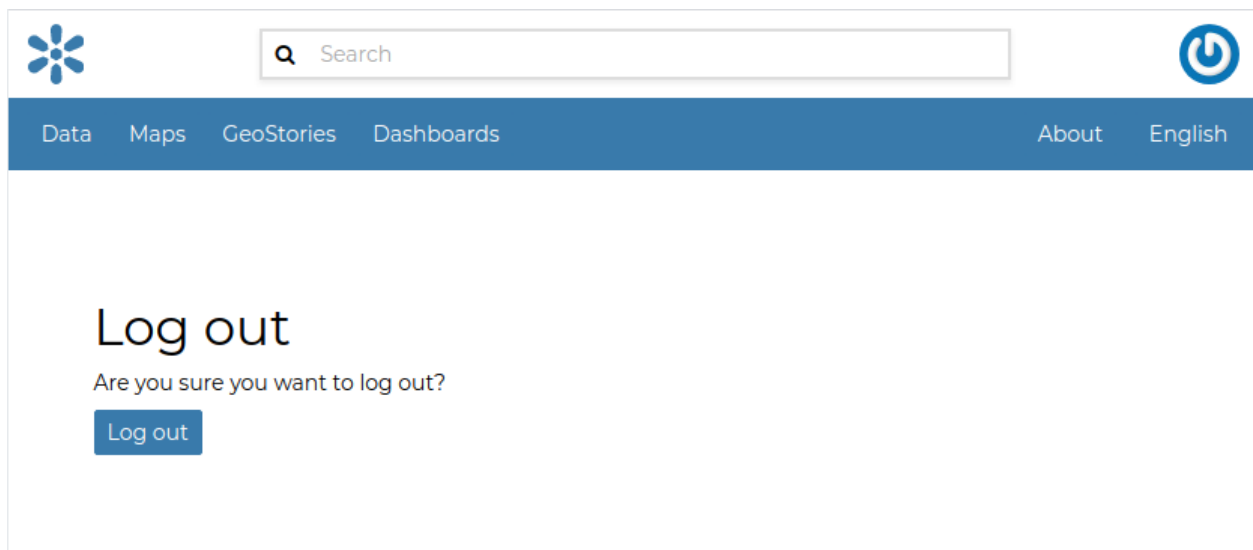 Search
Data Maps GeoStories Dashboards About English
Log out
Are you sure you want to log out?
Log out